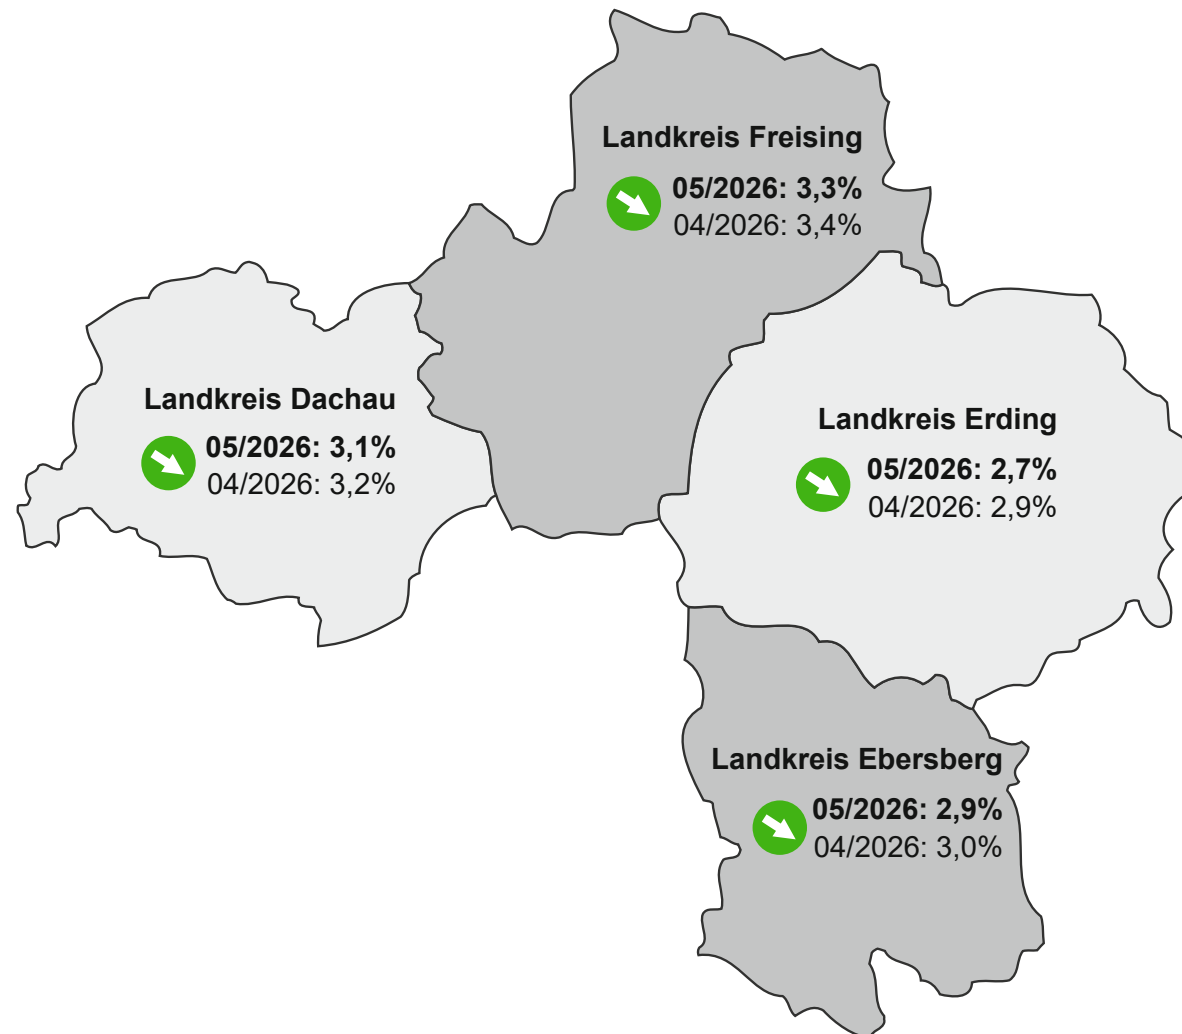 Landkreis Freising
05/2026: 3,3%
04/2026: 3,4%
Landkreis Dachau
05/2026: 3,1%
04/2026: 3,2%
Landkreis Erding
05/2026: 2,7%
04/2026: 2,9%
Landkreis Ebersberg
05/2026: 2,9%
04/2026: 3,0%